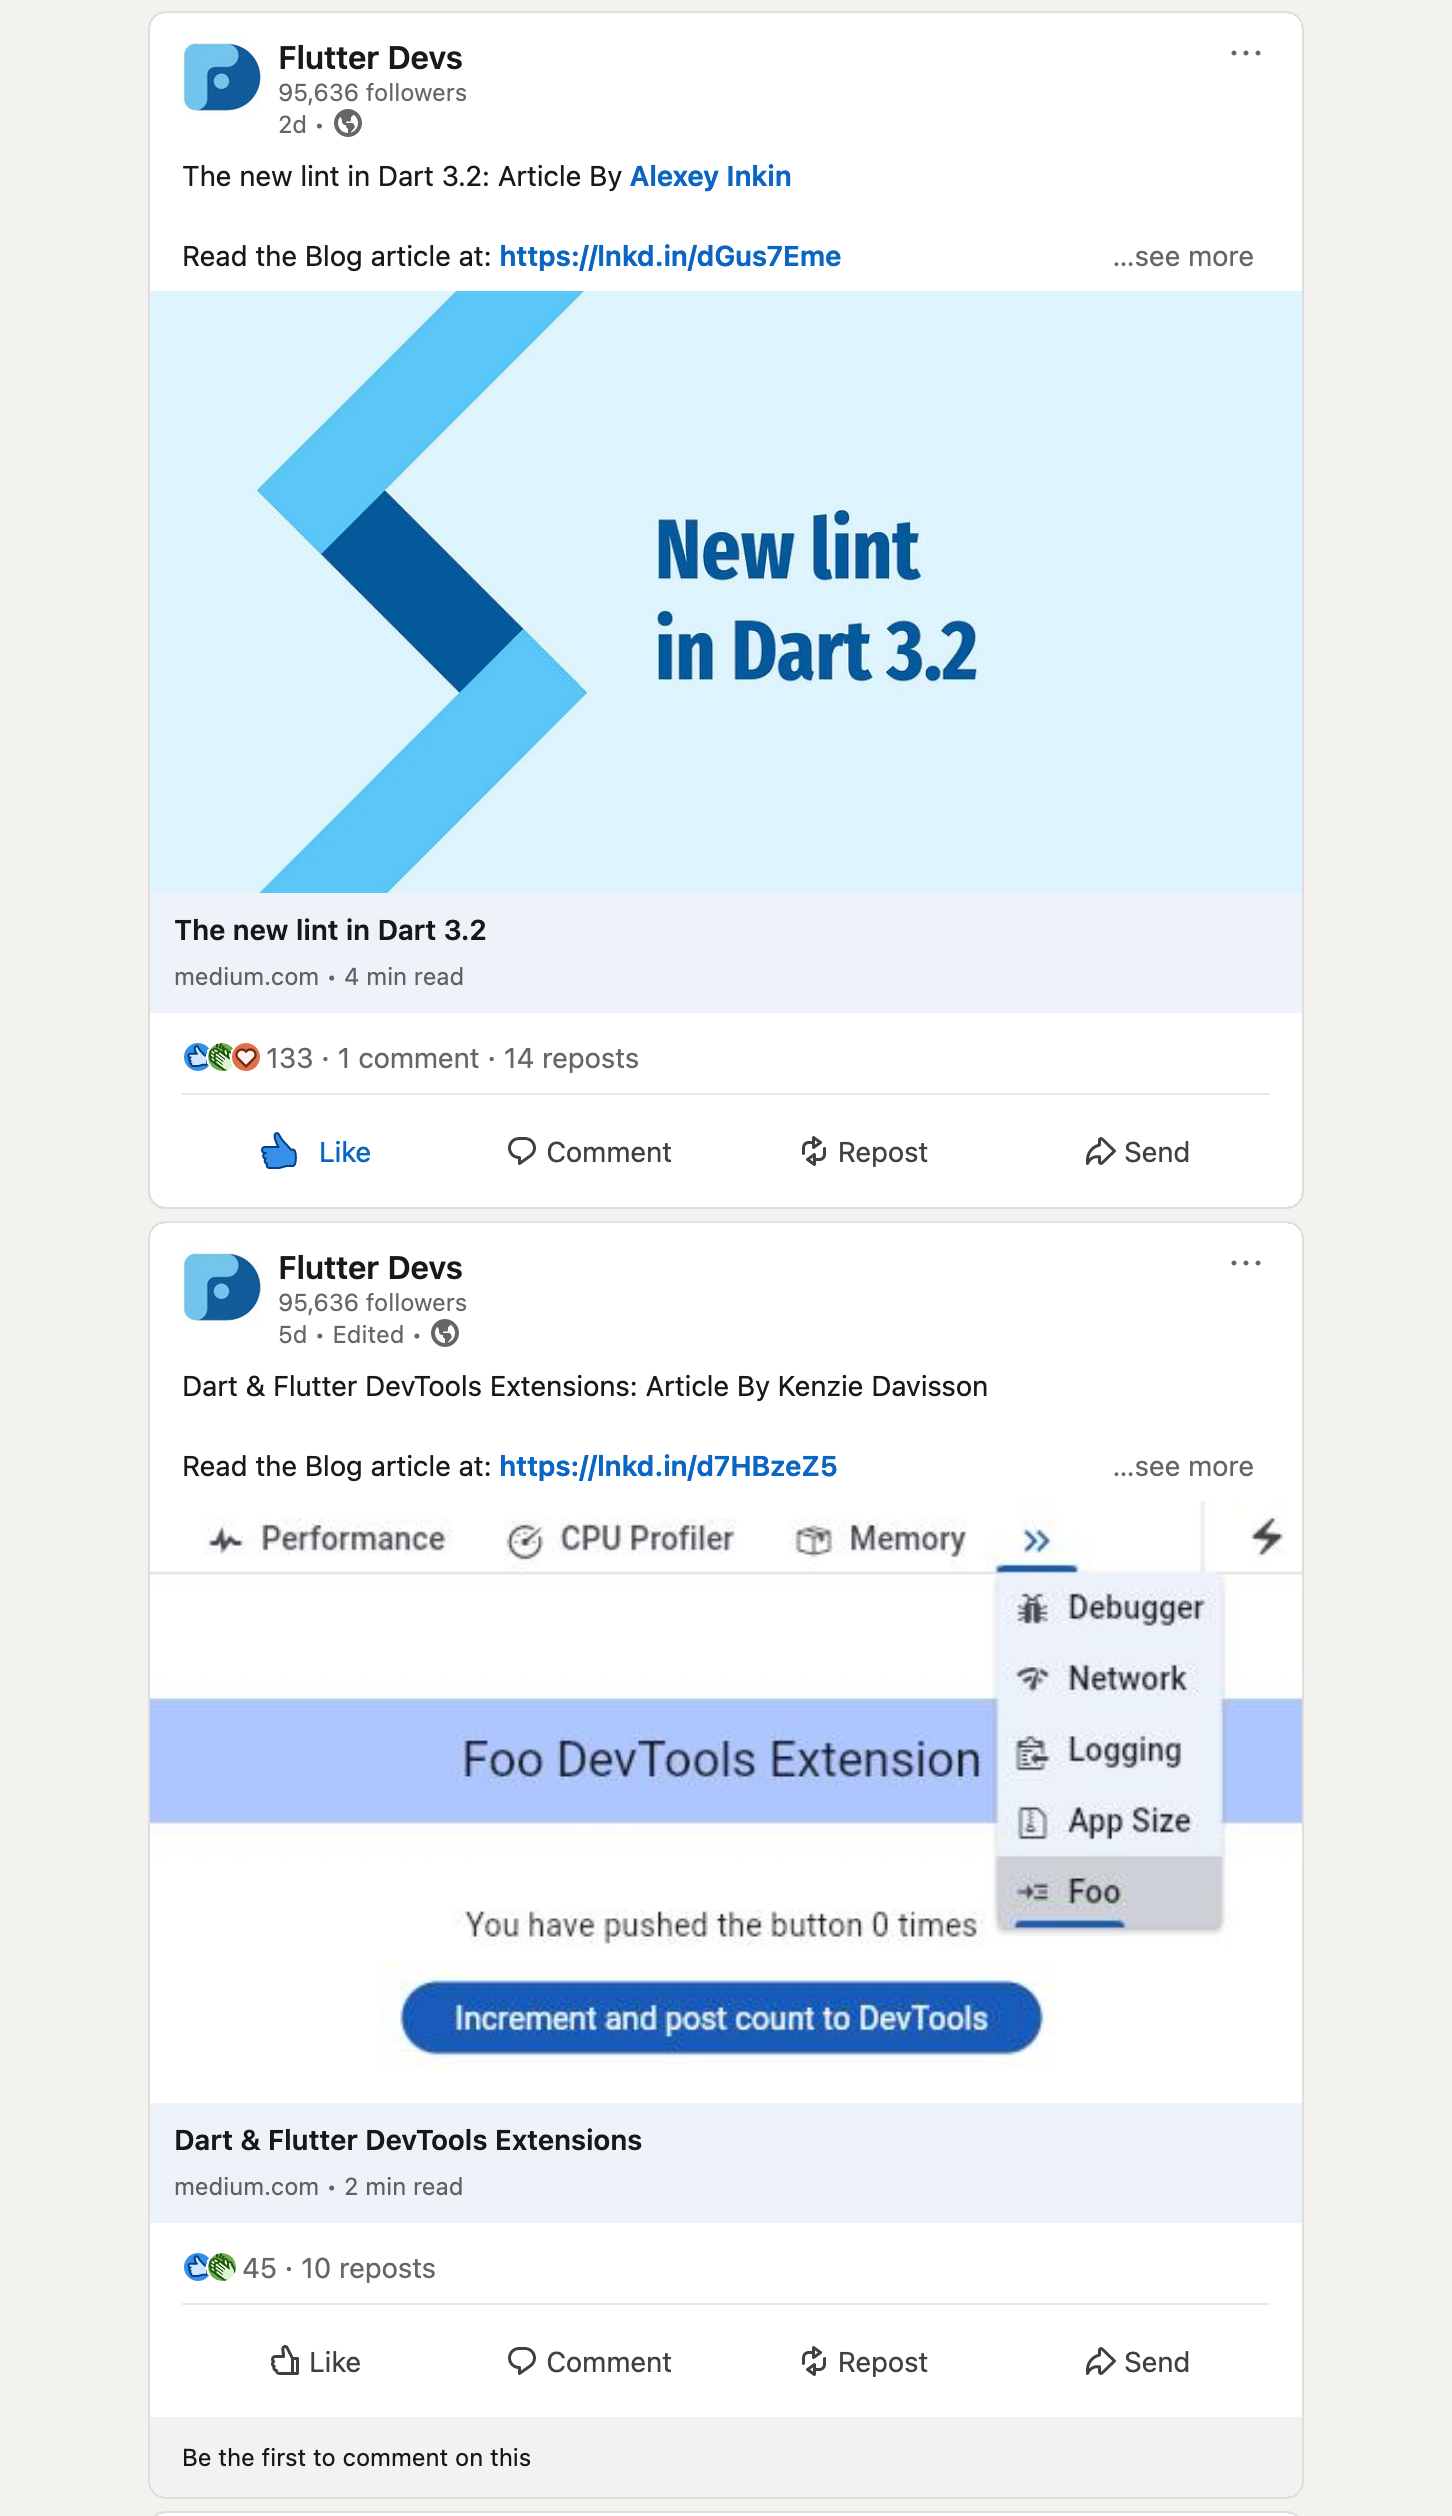 Flutter Devs
95,636 followers
2d •
The new lint in Dart 3.2: Article By Alexey Inkin
Read the Blog article at: https://lnkd.in/dGus7Eme
...see more
New lint
in Dart 3.2
The new lint in Dart 3.2
medium.com • 4 min read
133 · 1 comment · 14 reposts
Like Comment Repost Send
Flutter Devs
95,636 followers
5d • Edited •
Dart & Flutter DevTools Extensions: Article By Kenzie Davisson
Read the Blog article at: https://lnkd.in/d7HBzeZ5
...see more
Performance CPU Profiler Memory
Debugger
Network
Logging
App Size
Foo
Foo DevTools Extension
You have pushed the button 0 times
Increment and post count to DevTools
Dart & Flutter DevTools Extensions
medium.com • 2 min read
45 · 10 reposts
Like Comment Repost Send
Be the first to comment on this